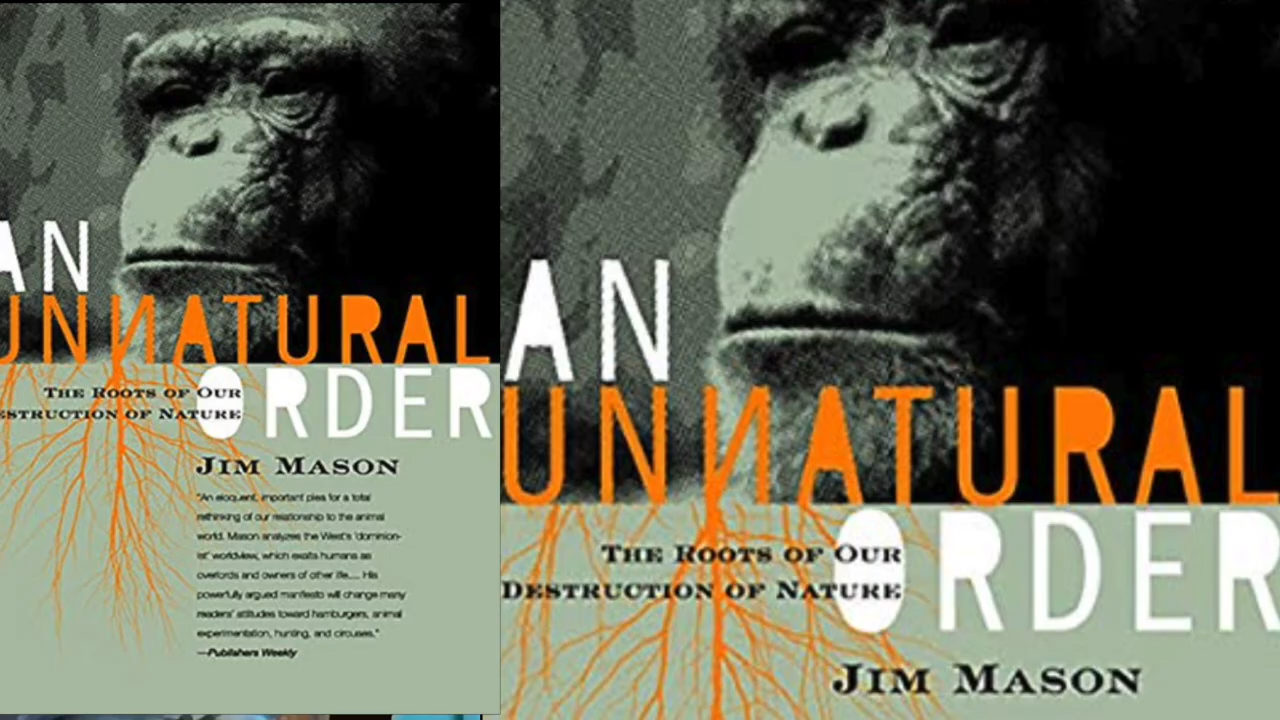 AN
UNNATURAL
ORDER
THE ROOTS OF OUR
ESTRUCTION OF NATURE
JIM MASON
"An eloquent, important plea for a total
rethinking of our relationship to the animal
world. Mason analyzes the West's 'dominion-
ist' worldview, which exalts humans as
overlords and owners of other life.... His
powerfully argued manifesto will change many
readers' attitudes toward hamburgers, animal
experimentation, hunting, and circuses."
—Publishers Weekly
AN
UNNATURAL
ORDER
THE ROOTS OF OUR
DESTRUCTION OF NATURE
JIM MASON